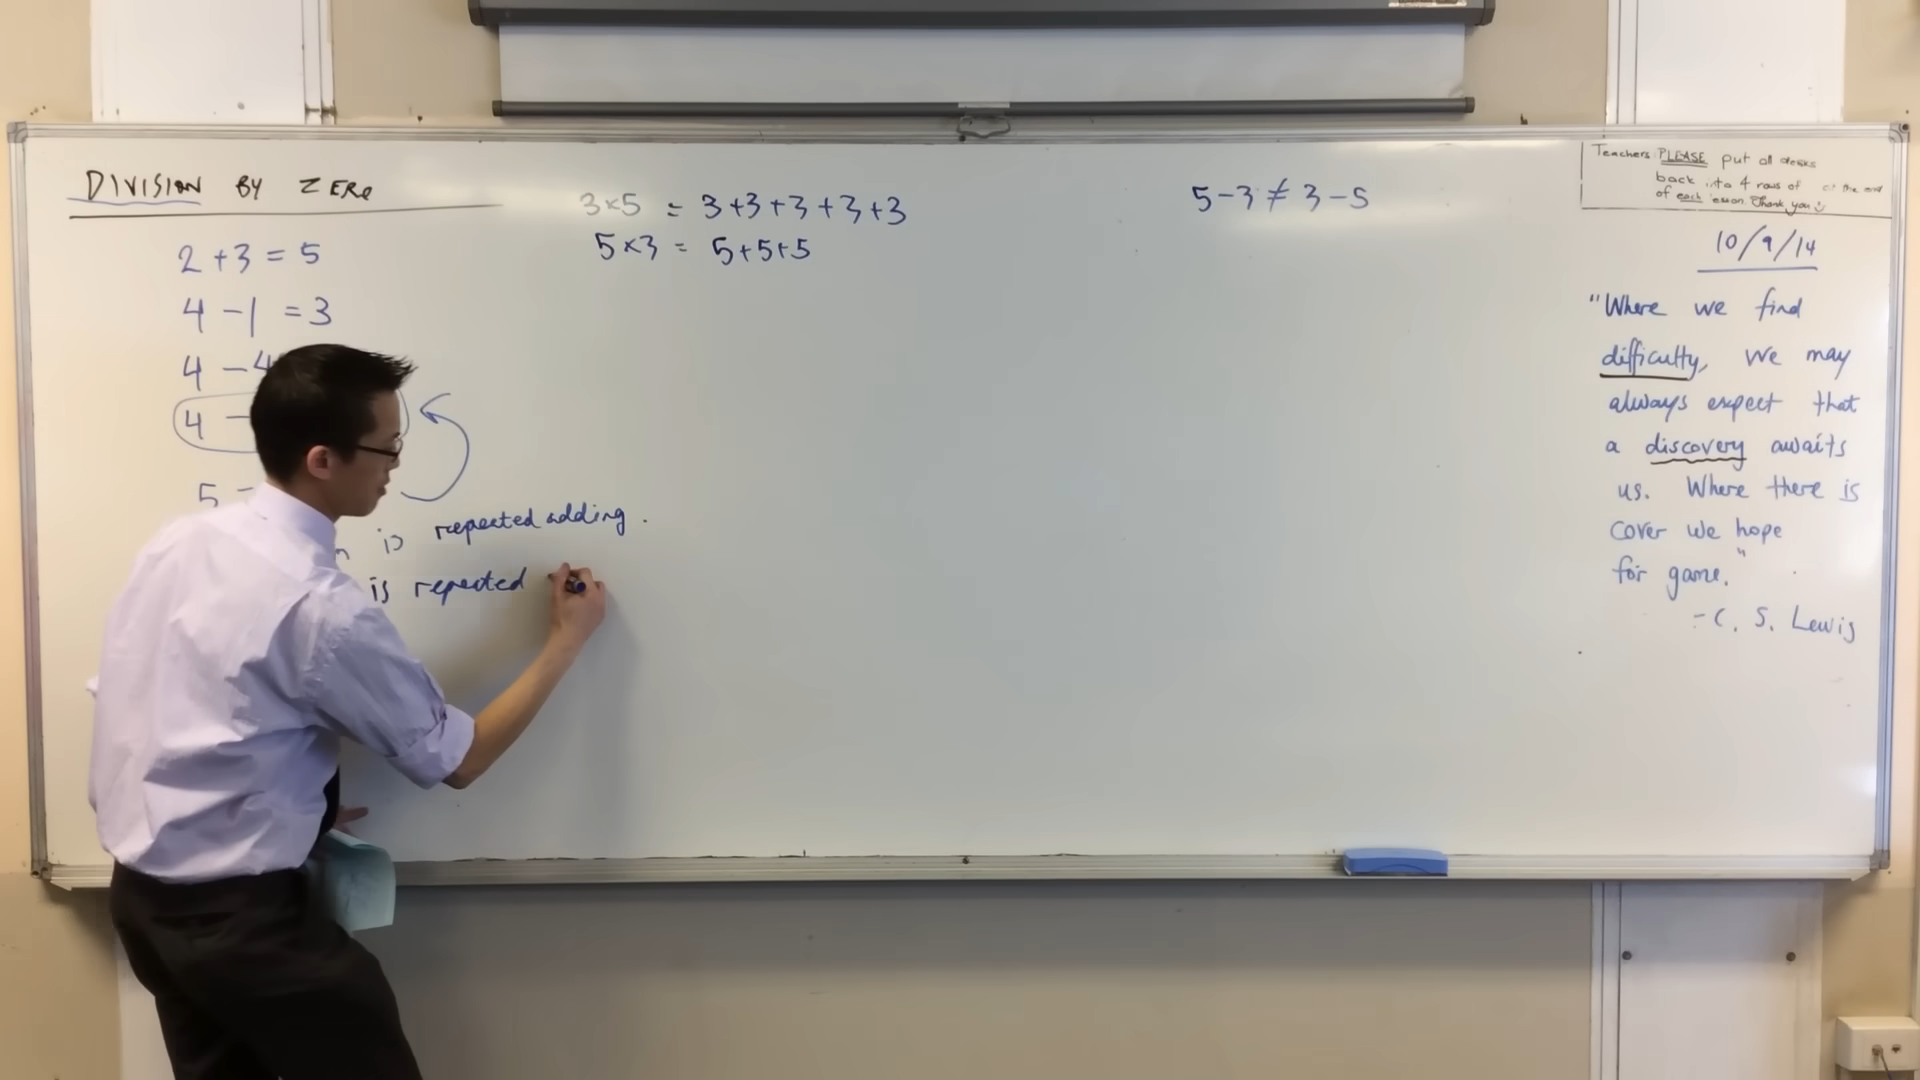 DIVISION BY ZERO
2 + 3 = 5
4 - 1 = 3
4 - 4
4 -
5 -
is repeated adding.
is repeated
3×5 = 3+3+3+3+3
5×3 = 5+5+5
5-3 ≠ 3-5
Teachers PLEASE put all desks
back into 4 rows of at the end
of each lesson. Thank you
10/9/14
"Where we find
difficulty, we may
always expect that
a discovery awaits
us. Where there is
cover we hope
for game."
- C. S. Lewis